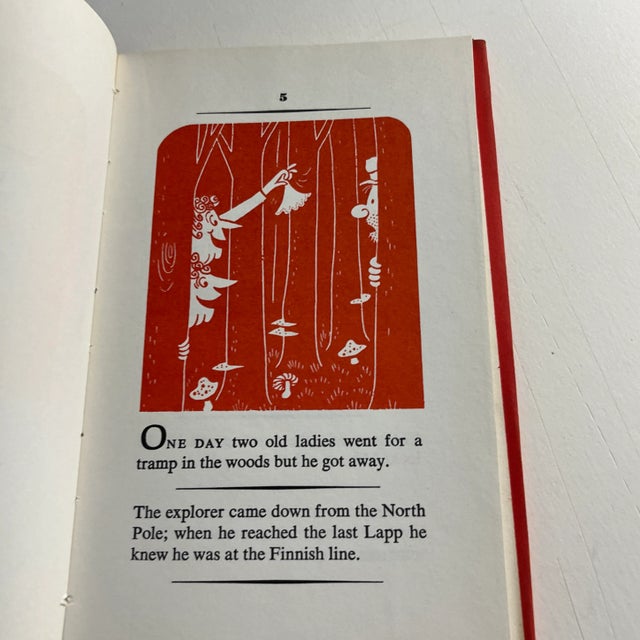 5
ONE DAY two old ladies went for a
tramp in the woods but he got away.
The explorer came down from the North
Pole; when he reached the last Lapp he
knew he was at the Finnish line.